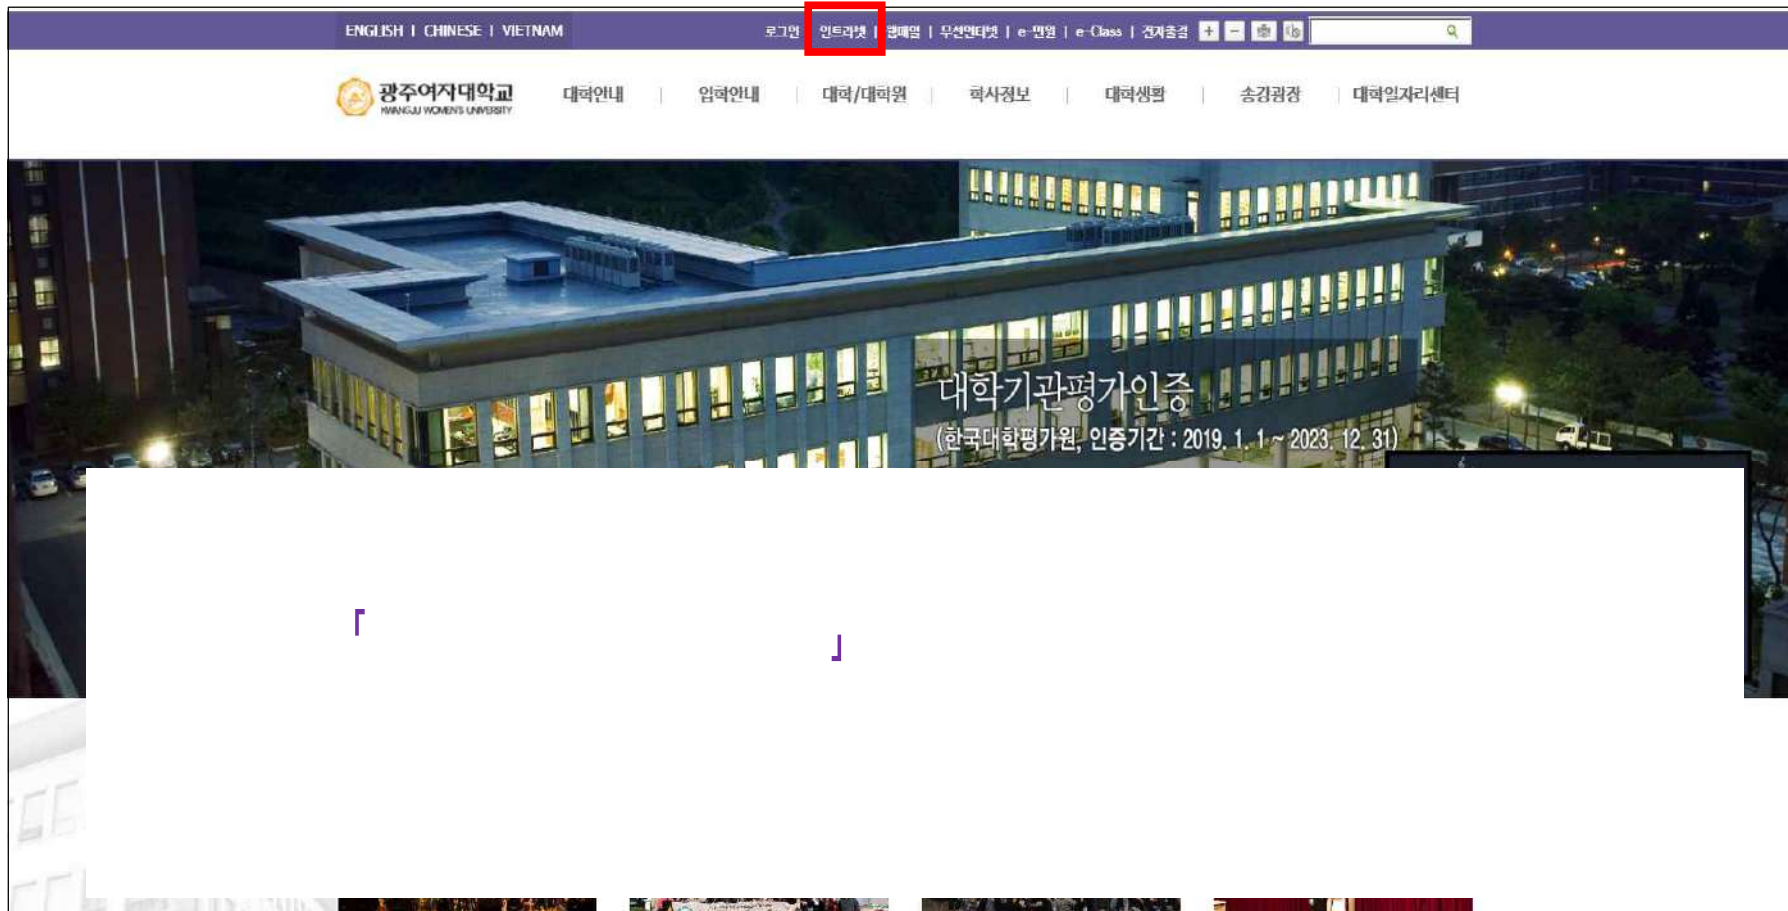 ENGLISH | CHINESE | VIETNAM
로그인 인트라넷 | 웹메일 | 무선인터넷 | e-민원 | e-Class | 전자출결
광주여자대학교
KWANGJU WOMEN'S UNIVERSITY
대학안내 | 입학안내 | 대학/대학원 | 학사정보 | 대학생활 | 송강광장 | 대학일자리센터
대학기관평가인증
(한국대학평가원, 인증기간 : 2019. 1. 1 ~ 2023. 12. 31)
「
」